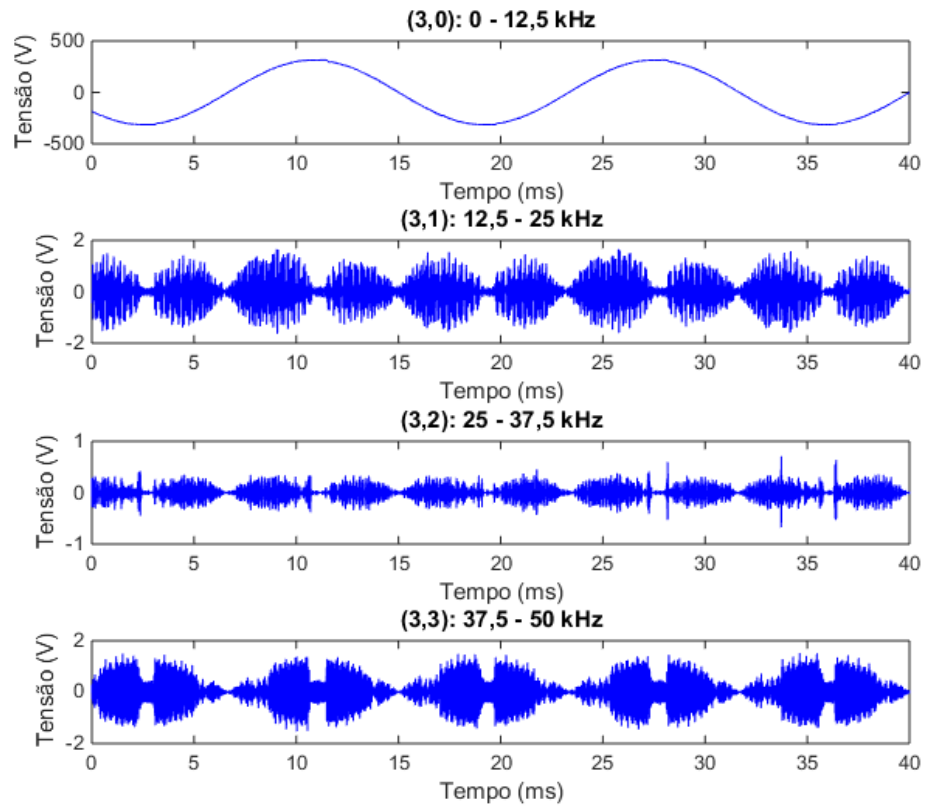 (3,0): 0 - 12,5 kHz
Tensão (V)
500
0
-500
0 5 10 15 20 25 30 35 40
Tempo (ms)
(3,1): 12,5 - 25 kHz
Tensão (V)
2
0
-2
0 5 10 15 20 25 30 35 40
Tempo (ms)
(3,2): 25 - 37,5 kHz
Tensão (V)
1
0
-1
0 5 10 15 20 25 30 35 40
Tempo (ms)
(3,3): 37,5 - 50 kHz
Tensão (V)
2
0
-2
0 5 10 15 20 25 30 35 40
Tempo (ms)